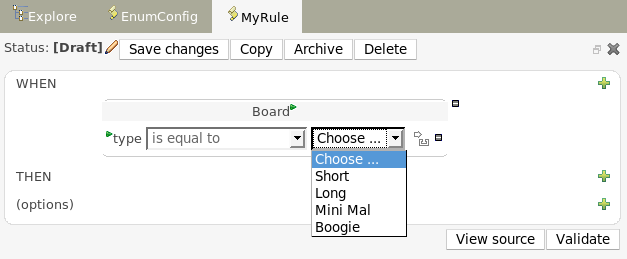 Explore EnumConfig MyRule
Status: [Draft] Save changes Copy Archive Delete
WHEN
Board
type is equal to Choose ...
Choose ...
Short
Long
Mini Mal
Boogie
THEN
(options)
View source Validate